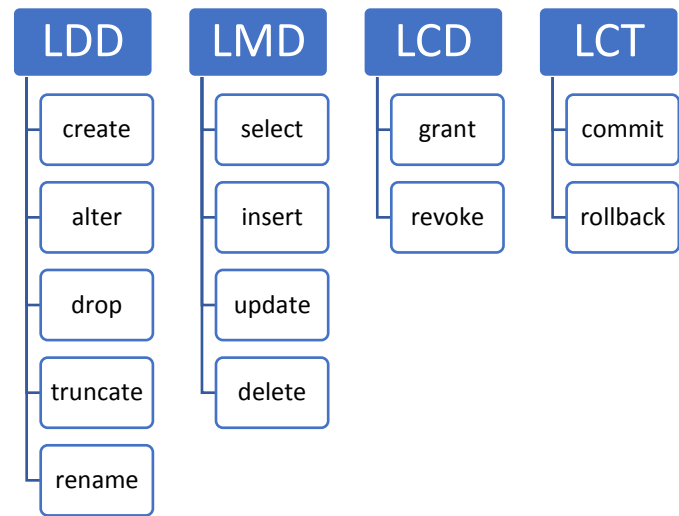 LDD
create
alter
drop
truncate
rename
LMD
select
insert
update
delete
LCD
grant
revoke
LCT
commit
rollback